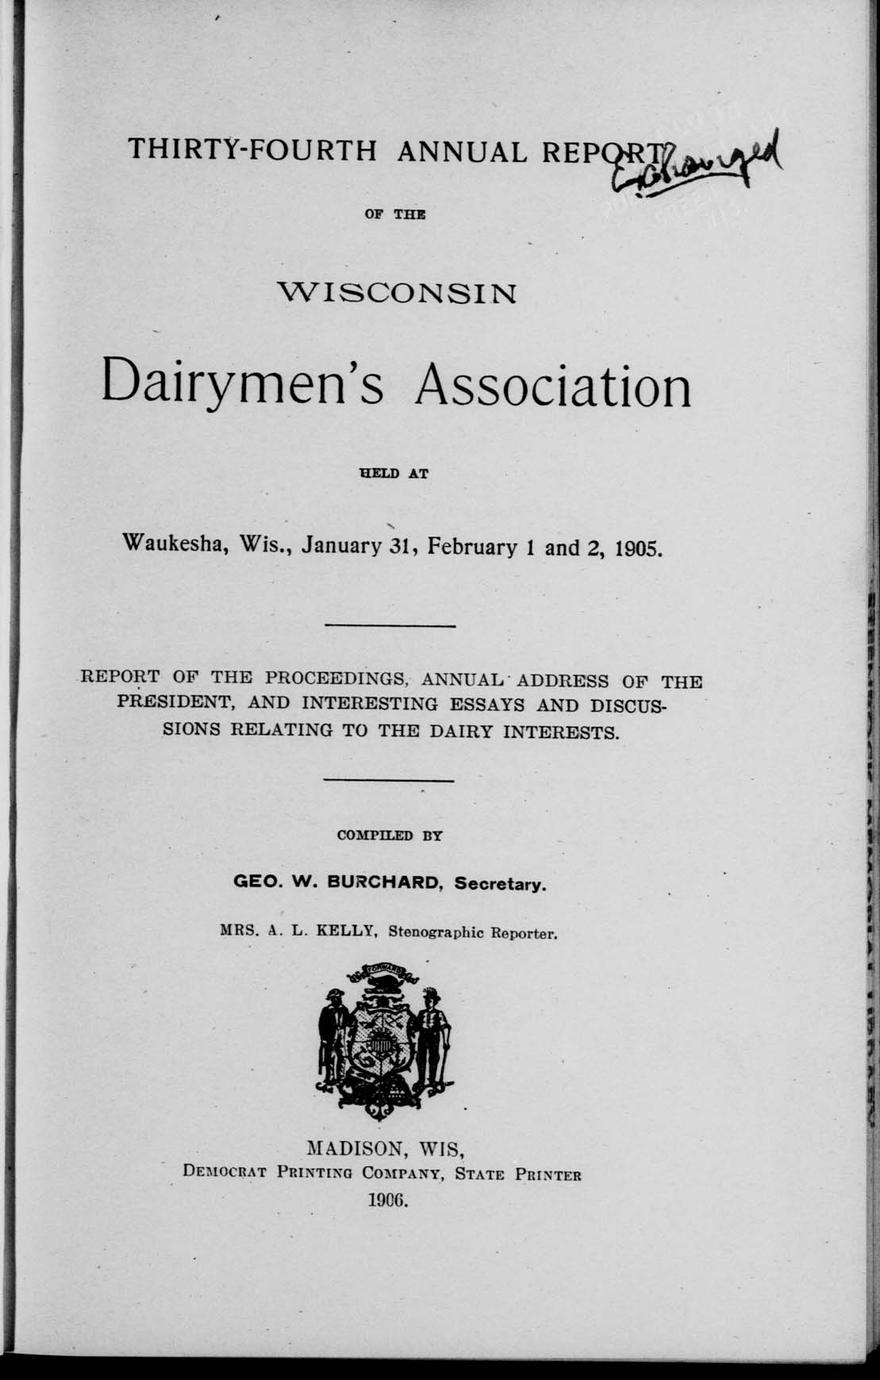 THIRTY-FOURTH ANNUAL REPORT
Exchanged
OF THE
WISCONSIN
Dairymen's Association
HELD AT
Waukesha, Wis., January 31, February 1 and 2, 1905.
REPORT OF THE PROCEEDINGS, ANNUAL ADDRESS OF THE
PRESIDENT, AND INTERESTING ESSAYS AND DISCUS-
SIONS RELATING TO THE DAIRY INTERESTS.
COMPILED BY
GEO. W. BURCHARD, Secretary.
MRS. A. L. KELLY, Stenographic Reporter.
FORWARD
MADISON, WIS,
DEMOCRAT PRINTING COMPANY, STATE PRINTER
1906.